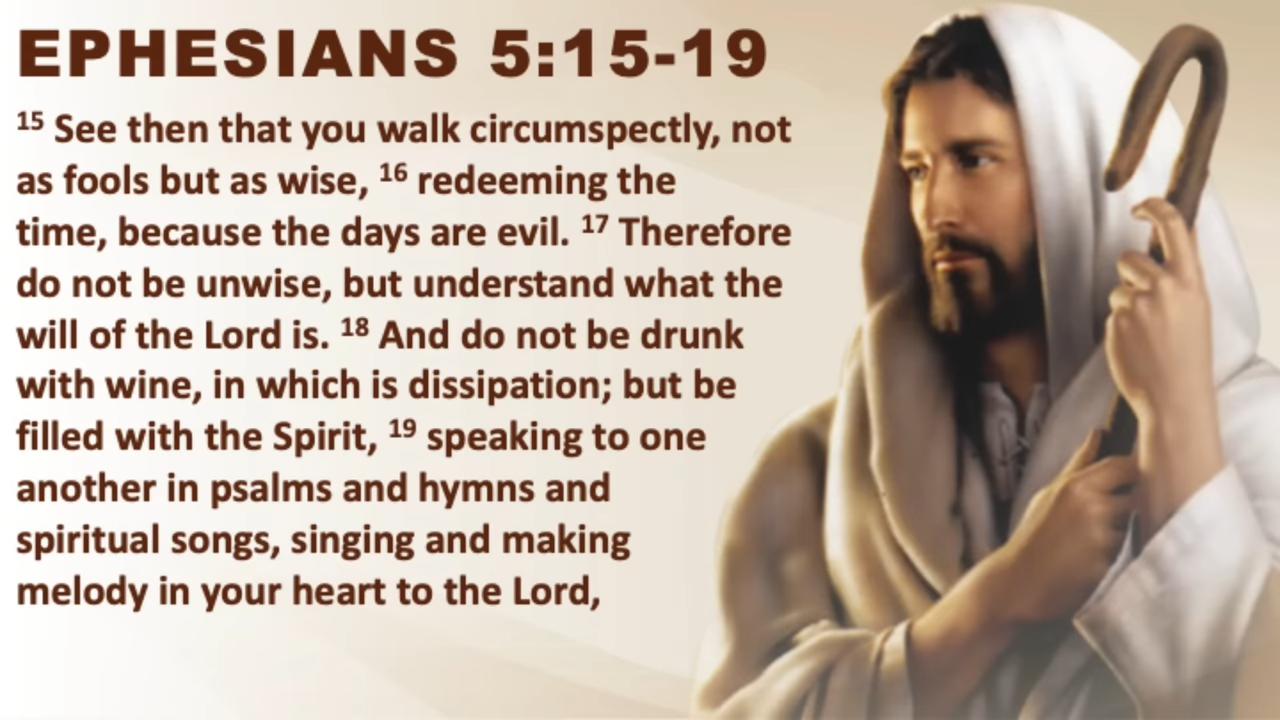 EPHESIANS 5:15-19
15 See then that you walk circumspectly, not
as fools but as wise, 16 redeeming the
time, because the days are evil. 17 Therefore
do not be unwise, but understand what the
will of the Lord is. 18 And do not be drunk
with wine, in which is dissipation; but be
filled with the Spirit, 19 speaking to one
another in psalms and hymns and
spiritual songs, singing and making
melody in your heart to the Lord,